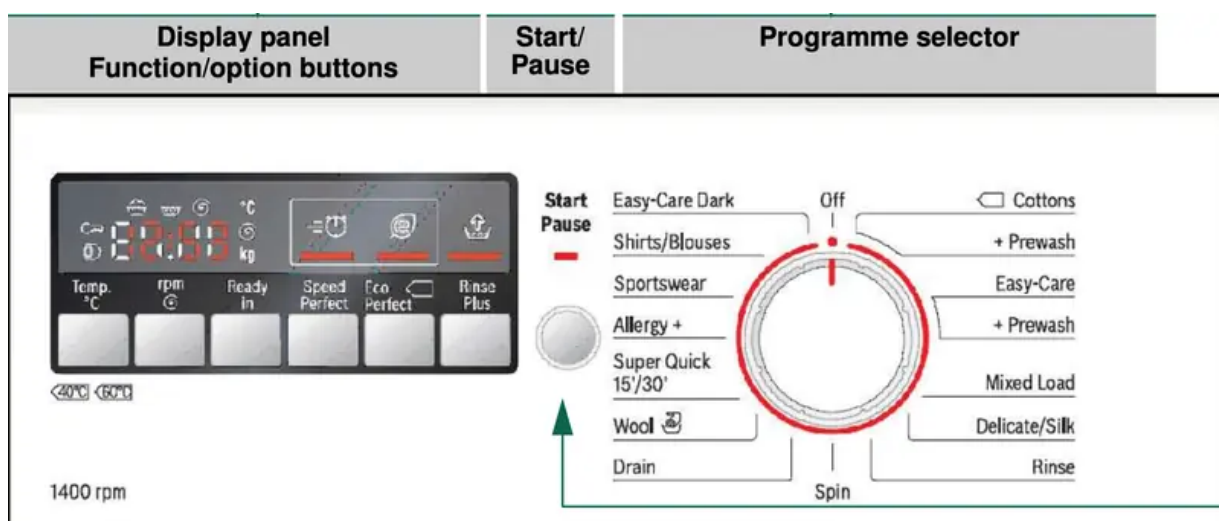 Display panel
Function/option buttons
Start/
Pause
Programme selector
°C
kg
Temp.
°C
rpm
Ready
in
Speed
Perfect
Eco
Perfect
Rinse
Plus
40°C 60°C
1400 rpm
Start
Pause
Easy-Care Dark
Shirts/Blouses
Sportswear
Allergy +
Super Quick
15'/30'
Wool
Drain
Off
Spin
Cottons
+ Prewash
Easy-Care
+ Prewash
Mixed Load
Delicate/Silk
Rinse